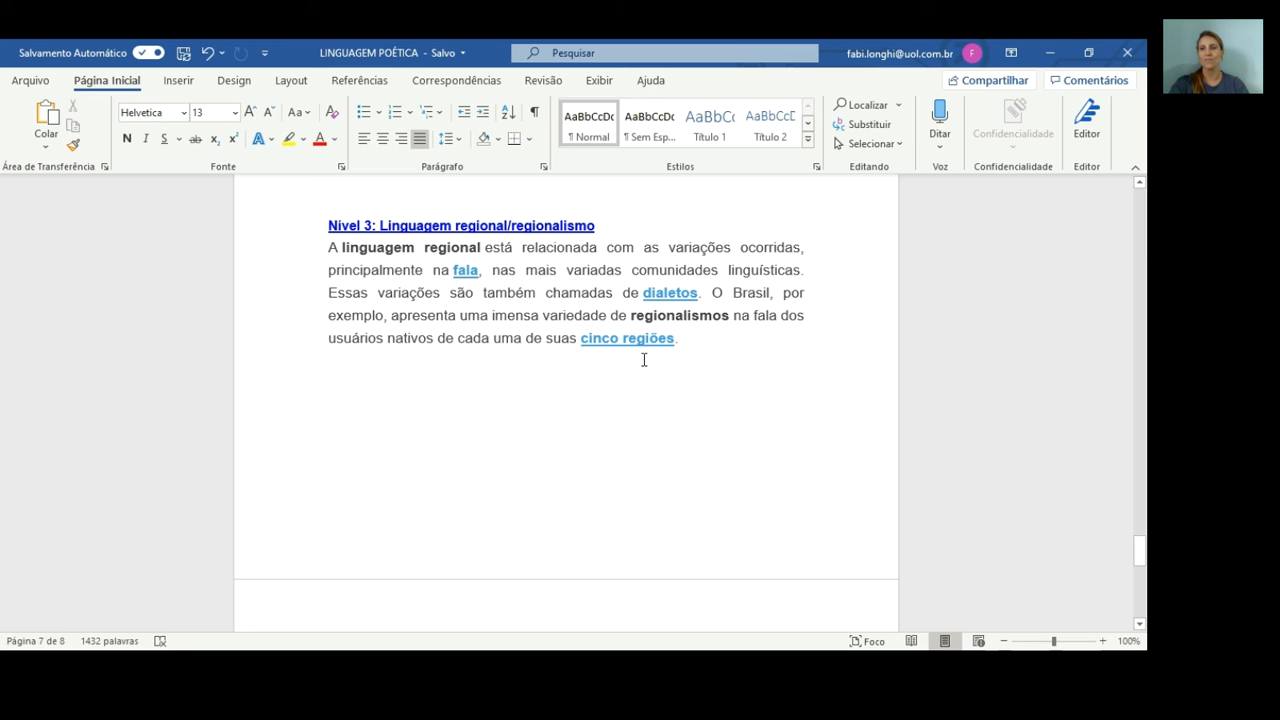 Salvamento Automático
LINGUAGEM POÉTICA - Salvo
Pesquisar
fabi.longhi@uol.com.br F
Arquivo Página Inicial Inserir Design Layout Referências Correspondências Revisão Exibir Ajuda Compartilhar Comentários
Colar
Helvetica 13
Aa
N I S ab x₂ x² A A
AaBbCcDc AaBbCcDc AaBbCc AaBbCcD
¶ Normal ¶ Sem Esp... Título 1 Título 2
Localizar
Substituir
Selecionar
Ditar
Confidencialidade
Editor
Área de Transferência Fonte Parágrafo Estilos Editando Voz Confidencialidade Editor
Nível 3: Linguagem regional/regionalismo
A linguagem regional está relacionada com as variações ocorridas,
principalmente na fala, nas mais variadas comunidades linguísticas.
Essas variações são também chamadas de dialetos. O Brasil, por
exemplo, apresenta uma imensa variedade de regionalismos na fala dos
usuários nativos de cada uma de suas cinco regiões.
Página 7 de 8 1432 palavras Foco 100%